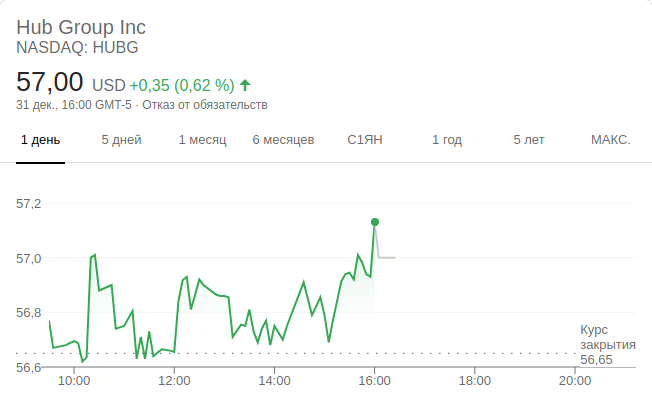 Hub Group Inc
NASDAQ: HUBG
57,00 USD +0,35 (0,62 %)
31 дек., 16:00 GMT-5 · Отказ от обязательств
1 день 5 дней 1 месяц 6 месяцев С1ЯН 1 год 5 лет МАКС.
57,2
57,0
56,8
Курс
закрытия
56,65
56,6
10:00 12:00 14:00 16:00 18:00 20:00